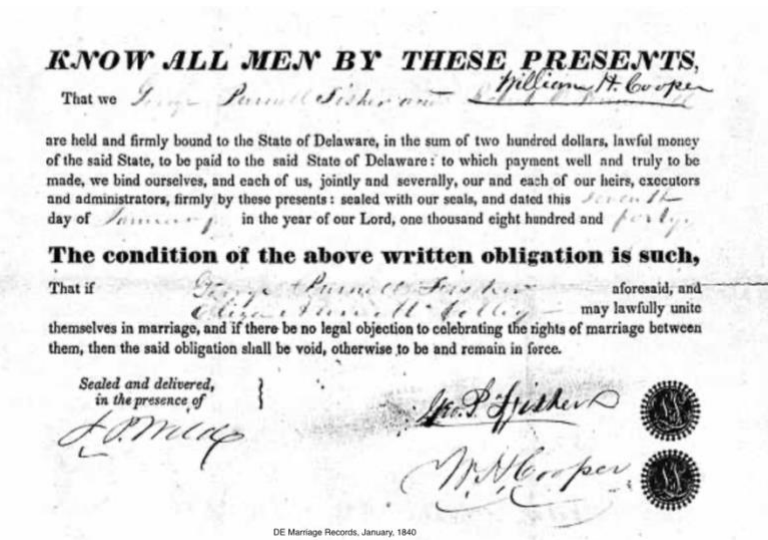 KNOW ALL MEN BY THESE PRESENTS,
William H. Cooper
That we George Purnell Fisher and
are held and firmly bound to the State of Delaware, in the sum of two hundred dollars, lawful money
of the said State, to be paid to the said State of Delaware: to which payment well and truly to be
made, we bind ourselves, and each of us, jointly and severally, our and each of our heirs, executors
and administrators, firmly by these presents: sealed with our seals, and dated this seventh
day of January in the year of our Lord, one thousand eight hundred and forty.
The condition of the above written obligation is such,
That if George Purnell Fisher aforesaid, and
Eliza may lawfully unite
themselves in marriage, and if there be no legal objection to celebrating the rights of marriage between
them, then the said obligation shall be void, otherwise to be and remain in force.
Sealed and delivered,
in the presence of
Geo. P. Fisher
W. H. Cooper
DE Marriage Records, January, 1840